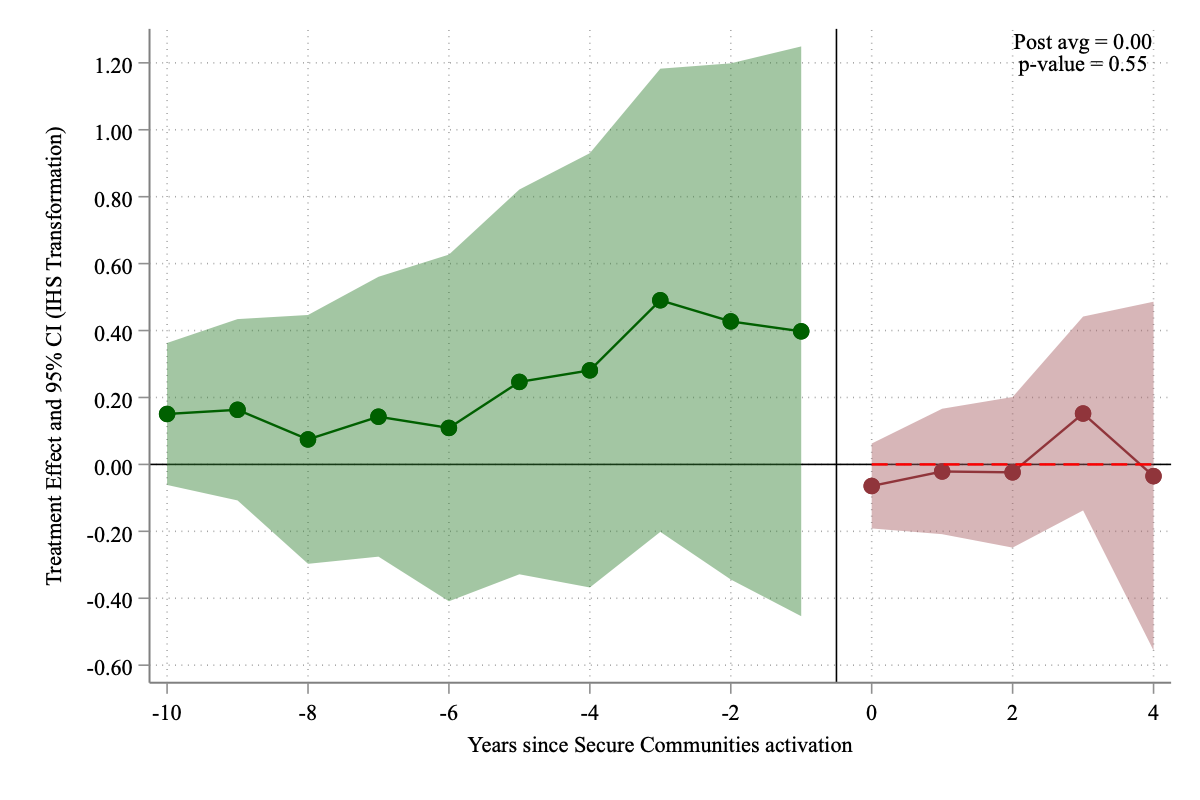 Post avg = 0.00
p-value = 0.55
Treatment Effect and 95% CI (IHS Transformation)
1.20
1.00
0.80
0.60
0.40
0.20
0.00
-0.20
-0.40
-0.60
-10 -8 -6 -4 -2 0 2 4
Years since Secure Communities activation